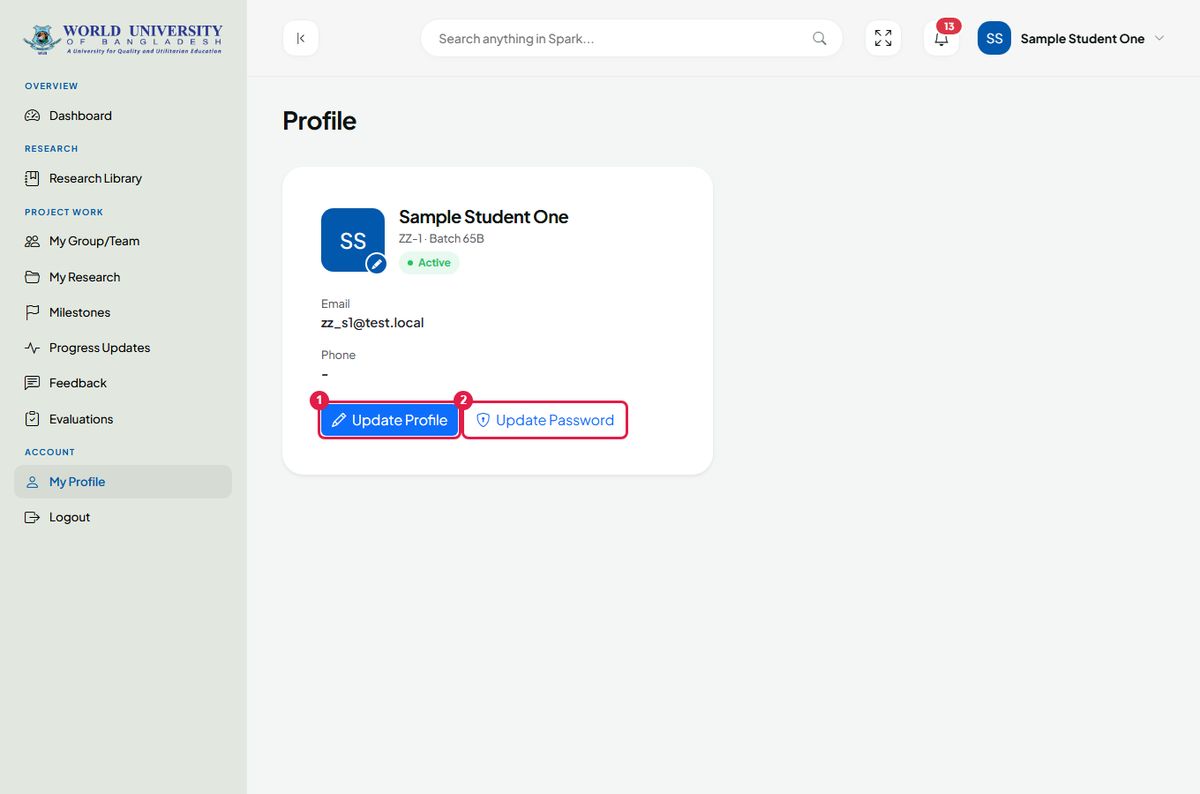 WORLD UNIVERSITY
OF BANGLADESH
A University for Quality and Utilitarian Education
Search anything in Spark...
13
SS
Sample Student One
OVERVIEW
Dashboard
RESEARCH
Research Library
PROJECT WORK
My Group/Team
My Research
Milestones
Progress Updates
Feedback
Evaluations
ACCOUNT
My Profile
Logout
Profile
SS
Sample Student One
ZZ-1 · Batch 65B
Active
Email
zz_s1@test.local
Phone
-
1
Update Profile
2
Update Password